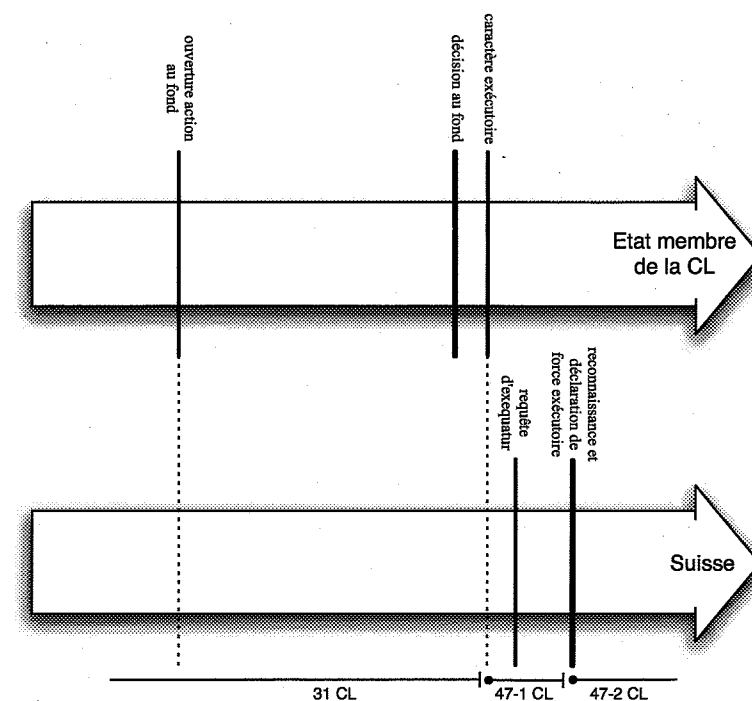 ouverture action
au fond
décision au fond
caractère exécutoire
Etat membre
de la CL
requête
d'exequatur
reconnaissance et
déclaration de
force exécutoire
Suisse
31 CL
47-1 CL
47-2 CL